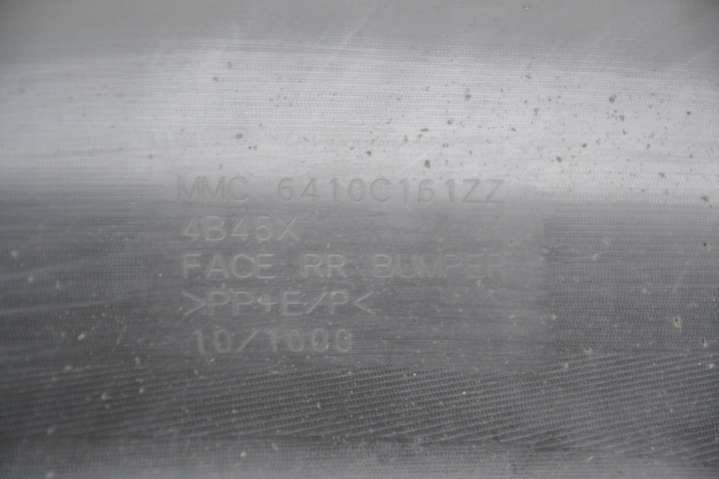 MMC 6410C161ZZ
4B45X
FACE RR BUMPER
>PP+E/P<
10/1000